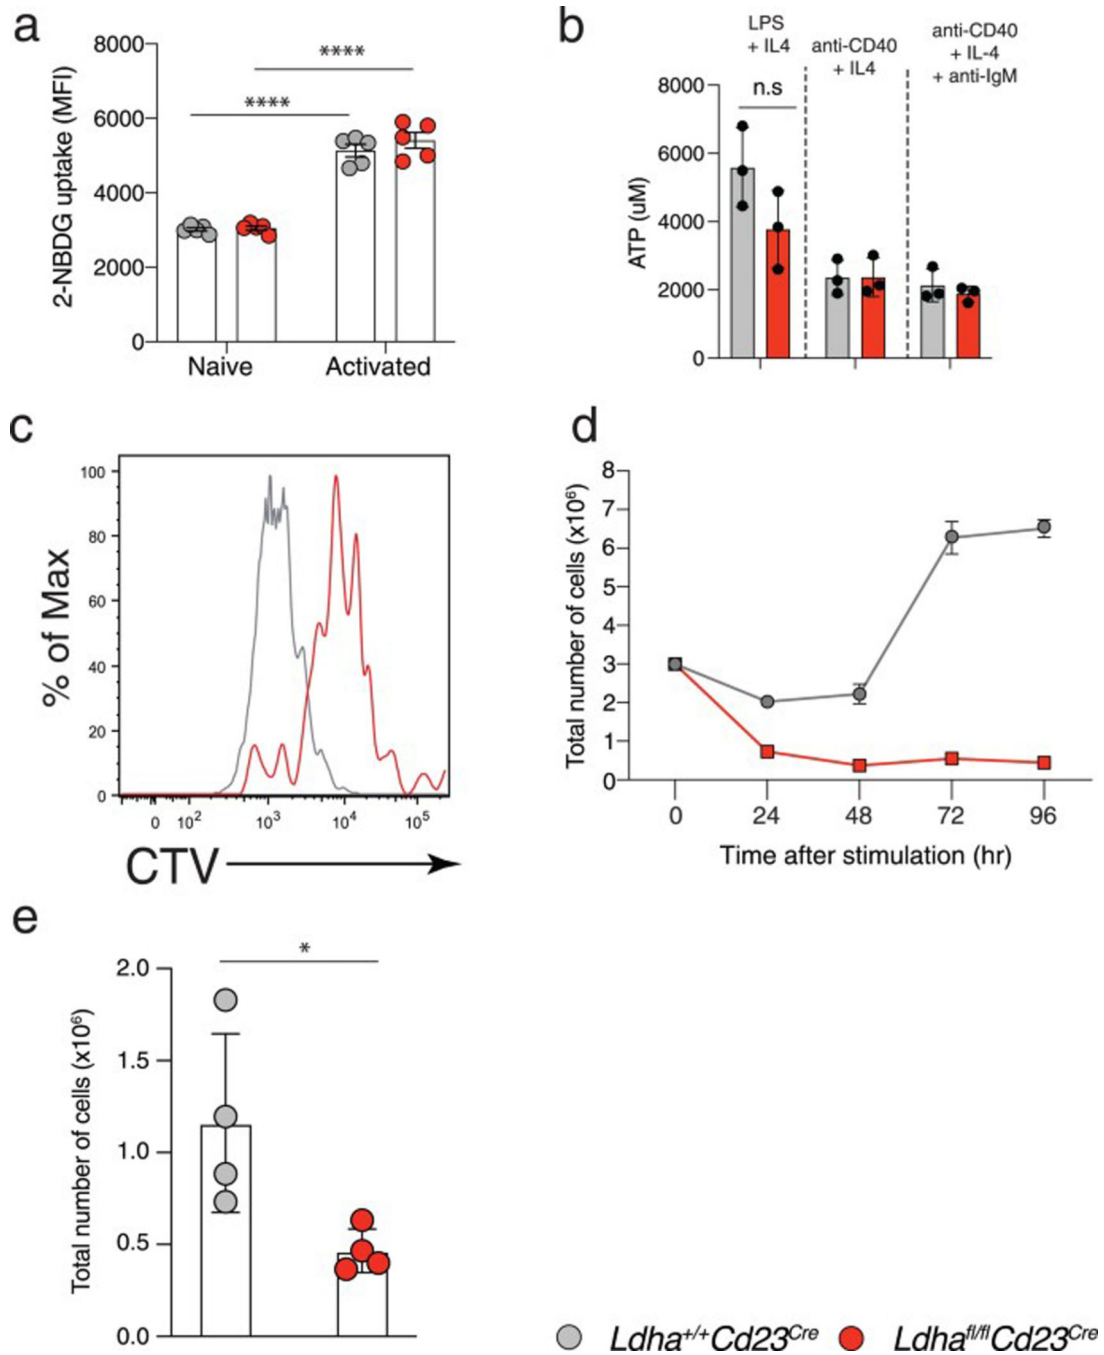 a
2-NBDG uptake (MFI)
8000
6000
4000
2000
0
****
****
Naive
Activated
b
ATP (uM)
8000
6000
4000
2000
0
LPS
+ IL4
n.s
anti-CD40
+ IL4
anti-CD40
+ IL-4
+ anti-IgM
c
% of Max
100
80
60
40
20
0
0 10² 10³ 10⁴ 10⁵
CTV
d
Total number of cells (x10⁶)
8
7
6
5
4
3
2
1
0
0 24 48 72 96
Time after stimulation (hr)
e
Total number of cells (x10⁶)
2.0
1.5
1.0
0.5
0.0
*
Ldha+/+Cd23Cre
Ldhafl/flCd23Cre